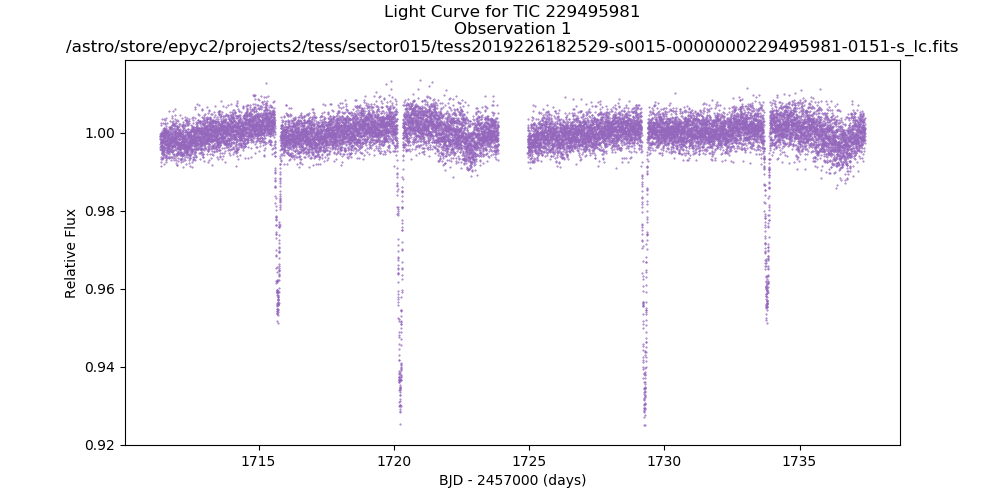 Light Curve for TIC 229495981
Observation 1
/astro/store/epyc2/projects2/tess/sector015/tess2019226182529-s0015-0000000229495981-0151-s_lc.fits
1.00
0.98
0.96
0.94
0.92
Relative Flux
1715
1720
1725
1730
1735
BJD - 2457000 (days)